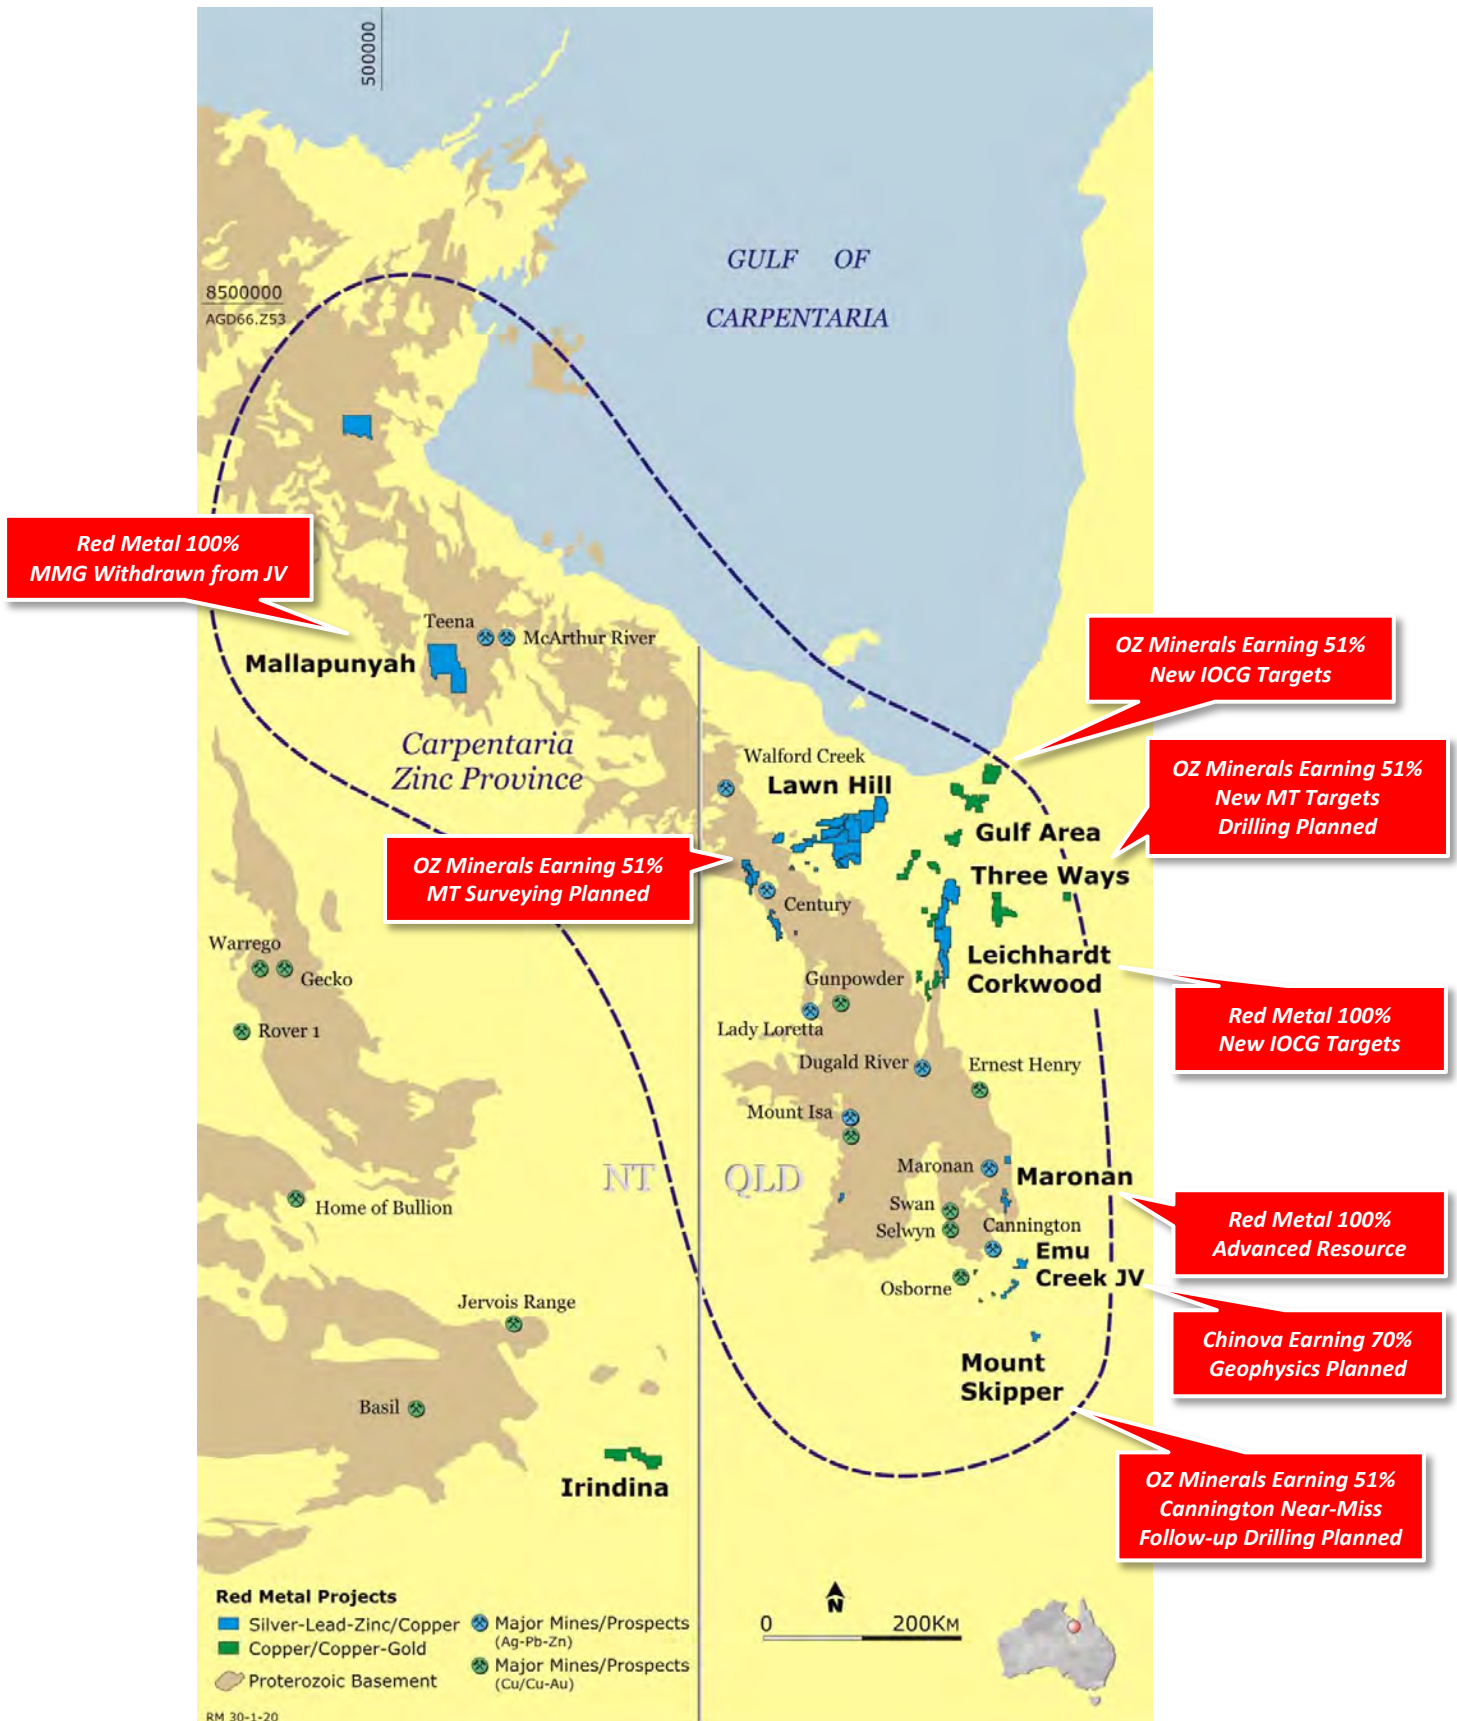 500000
GULF OF
CARPENTARIA
8500000
AGD66.Z53
Red Metal 100%
MMG Withdrawn from JV
Teena
McArthur River
Mallapunyah
OZ Minerals Earning 51%
New IOCG Targets
Carpentaria
Zinc Province
Walford Creek
Lawn Hill
OZ Minerals Earning 51%
New MT Targets
Drilling Planned
Gulf Area
OZ Minerals Earning 51%
MT Surveying Planned
Three Ways
Century
Warrego
Gecko
Leichhardt
Corkwood
Gunpowder
Rover 1
Lady Loretta
Red Metal 100%
New IOCG Targets
Dugald River
Ernest Henry
Mount Isa
NT
QLD
Maronan
Maronan
Home of Bullion
Swan
Selwyn
Cannington
Red Metal 100%
Advanced Resource
Emu
Creek JV
Osborne
Jervois Range
Chinova Earning 70%
Geophysics Planned
Mount
Skipper
Basil
Irindina
OZ Minerals Earning 51%
Cannington Near-Miss
Follow-up Drilling Planned
Red Metal Projects
Silver-Lead-Zinc/Copper
Copper/Copper-Gold
Proterozoic Basement
Major Mines/Prospects
(Ag-Pb-Zn)
Major Mines/Prospects
(Cu/Cu-Au)
N
0 200KM
RM 30-1-20